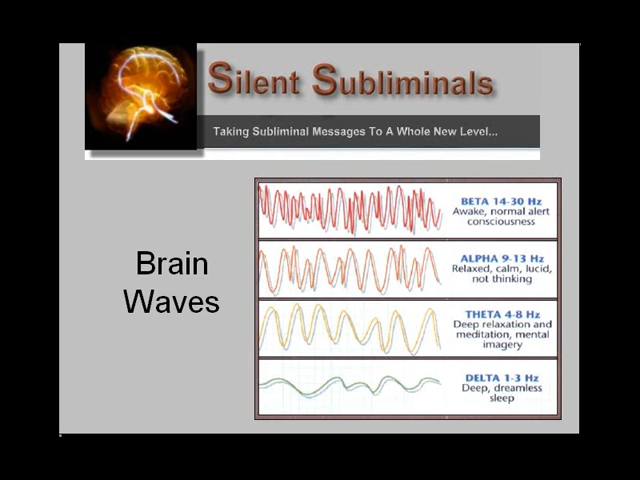 Silent Subliminals
Taking Subliminal Messages To A Whole New Level...
Brain
Waves
BETA 14-30 Hz
Awake, normal alert
consciousness
ALPHA 9-13 Hz
Relaxed, calm, lucid,
not thinking
THETA 4-8 Hz
Deep relaxation and
meditation, mental
imagery
DELTA 1-3 Hz
Deep, dreamless
sleep